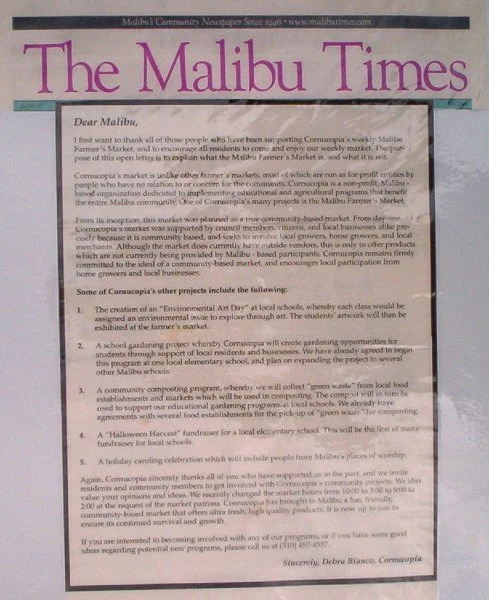 Malibu's Community Newspaper Since 1946 • www.malibutimes.com
The Malibu Times
Dear Malibu,
I first want to thank all of those people who have been supporting Cornucopia's weekly Malibu
Farmer's Market, and to encourage all residents to come and enjoy our weekly market. The pur-
pose of this open letter is to explain what the Malibu Farmer's Market is, and what it is not.
Cornucopia's market is unlike other farmer's markets, most of which are run as for-profit entities by
people who have no relation to or concern for the community. Cornucopia is a non-profit, Malibu -
based organization dedicated to implementing educational and agricultural programs that benefit
the entire Malibu community. One of Cornucopia's many projects is the Malibu Farmer's Market.
From its inception, this market was planned as a true community-based market. From day one
Cornucopia's market was supported by council members, citizens, and local businesses alike pre-
cisely because it is community based, and seeks to involve local growers, home growers, and local
merchants. Although the market does currently have outside vendors, this is only to offer products
which are not currently being provided by Malibu - based participants. Cornucopia remains firmly
committed to the ideal of a community-based market, and encourages local participation from
home growers and local businesses.
Some of Cornucopia's other projects include the following:
1. The creation of an "Environmental Art Day" at local schools, whereby each class would be
assigned an environmental issue to explore through art. The students' artwork will then be
exhibited at the farmer's market.
2. A school gardening project whereby Cornucopia will create gardening opportunities for
students through support of local residents and businesses. We have already agreed to begin
this program at one local elementary school, and plan on expanding the project to several
other Malibu schools.
3. A community composting program, whereby we will collect "green waste" from local food
establishments and markets which will be used in composting. The compost will in turn be
used to support our educational gardening programs at local schools. We already have
agreements with several food establishments for the pick-up of "green waste" for composting.
4. A "Halloween Harvest" fundraiser for a local elementary school. This will be the first of many
fundraiser for local schools.
5. A holiday caroling celebration which will include people from Malibu's places of worship.
Again, Cornucopia sincerely thanks all of you who have supported us in the past, and we invite
residents and community members to get involved with Cornucopia's community projects. We also
value your opinions and ideas. We recently changed the market hours from 10:00 to 3:00 to 9:00 to
2:00 at the request of the market patrons. Cornucopia has brought to Malibu a fun, friendly,
community-based market that offers ultra fresh, high quality products. It is now up to you to
ensure its continued survival and growth.
If you are interested in becoming involved with any of our programs, or if you have some good
ideas regarding potential new programs, please call us at (310) 457-4537.
Sincerely, Debra Bianco, Cornucopia